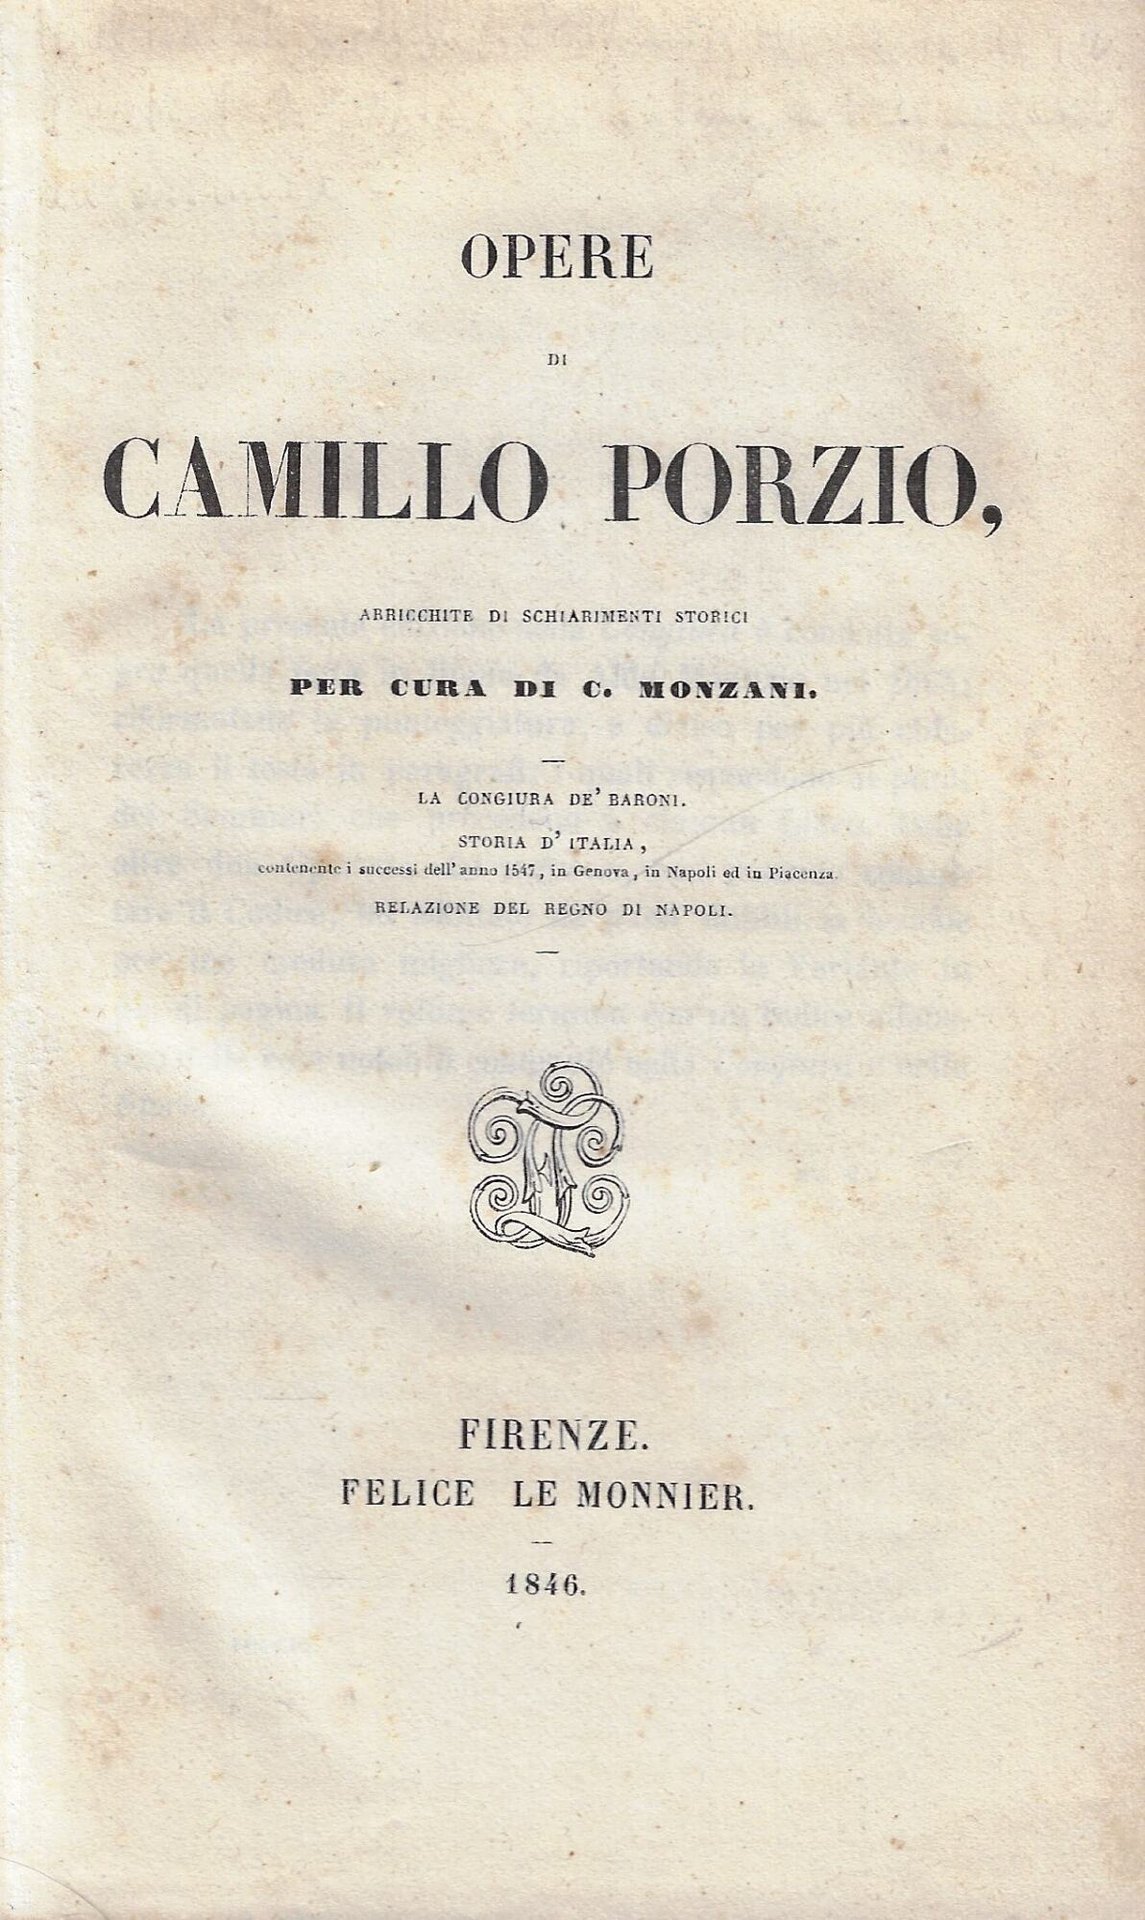 OPERE
DI
CAMILLO PORZIO,
ARRICCHITE DI SCHIARIMENTI STORICI
PER CURA DI C. MONZANI.
LA CONGIURA DE' BARONI.
STORIA D' ITALIA,
contenente i successi dell'anno 1547, in Genova, in Napoli ed in Piacenza.
RELAZIONE DEL REGNO DI NAPOLI.
FIRENZE.
FELICE LE MONNIER.
1846.